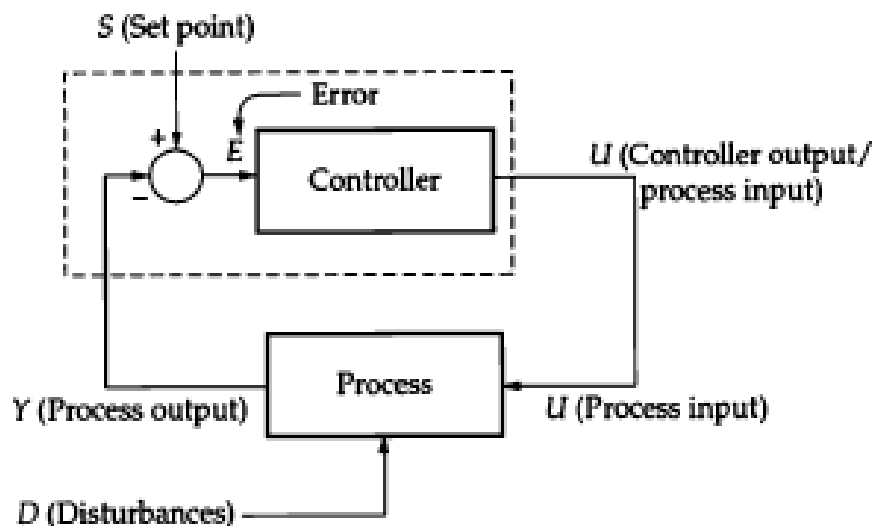 S (Set point)
Error
+
E
−
Controller
U (Controller output/
process input)
Process
Y (Process output)
U (Process input)
D (Disturbances)